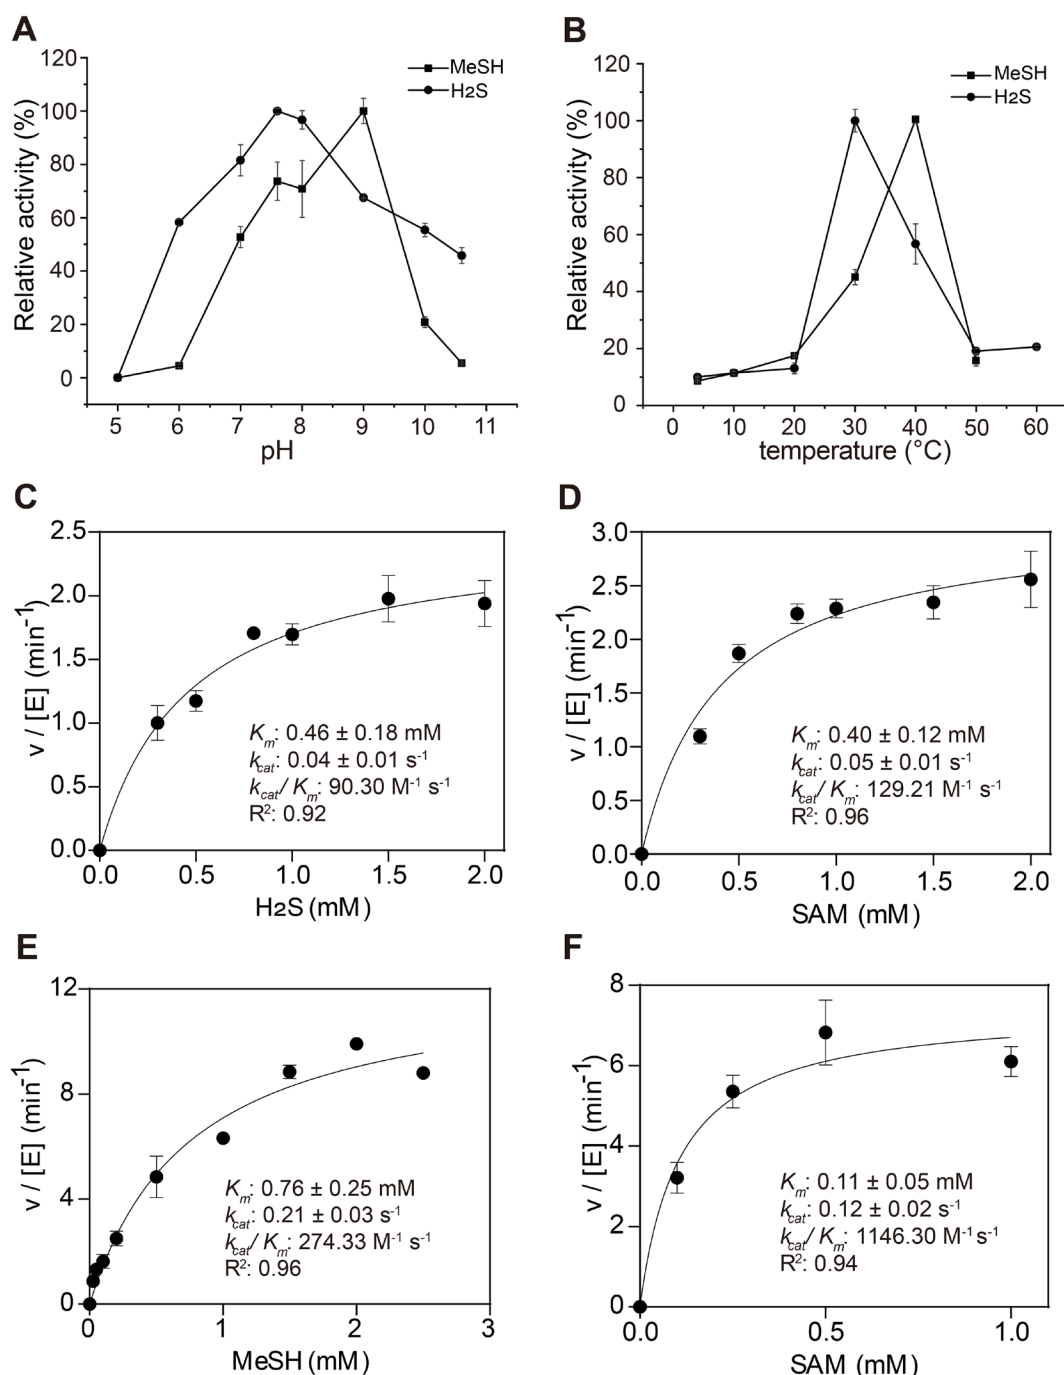 A
120
100
80
60
40
20
0
Relative activity (%)
MeSH
H2S
5 6 7 8 9 10 11
pH
B
120
100
80
60
40
20
0
Relative activity (%)
MeSH
H2S
0 10 20 30 40 50 60
temperature (°C)
C
2.5
2.0
1.5
1.0
0.5
0.0
v / [E] (min⁻¹)
Km: 0.46 ± 0.18 mM
kcat: 0.04 ± 0.01 s⁻¹
kcat/ Km: 90.30 M⁻¹ s⁻¹
R²: 0.92
0.0 0.5 1.0 1.5 2.0
H2S (mM)
D
3.0
2.5
2.0
1.5
1.0
0.5
0.0
v / [E] (min⁻¹)
Km: 0.40 ± 0.12 mM
kcat: 0.05 ± 0.01 s⁻¹
kcat/ Km: 129.21 M⁻¹ s⁻¹
R²: 0.96
0.0 0.5 1.0 1.5 2.0
SAM (mM)
E
12
8
4
0
v / [E] (min⁻¹)
Km: 0.76 ± 0.25 mM
kcat: 0.21 ± 0.03 s⁻¹
kcat/ Km: 274.33 M⁻¹ s⁻¹
R²: 0.96
0 1 2 3
MeSH (mM)
F
8
6
4
2
0
v / [E] (min⁻¹)
Km: 0.11 ± 0.05 mM
kcat: 0.12 ± 0.02 s⁻¹
kcat/ Km: 1146.30 M⁻¹ s⁻¹
R²: 0.94
0.0 0.5 1.0
SAM (mM)